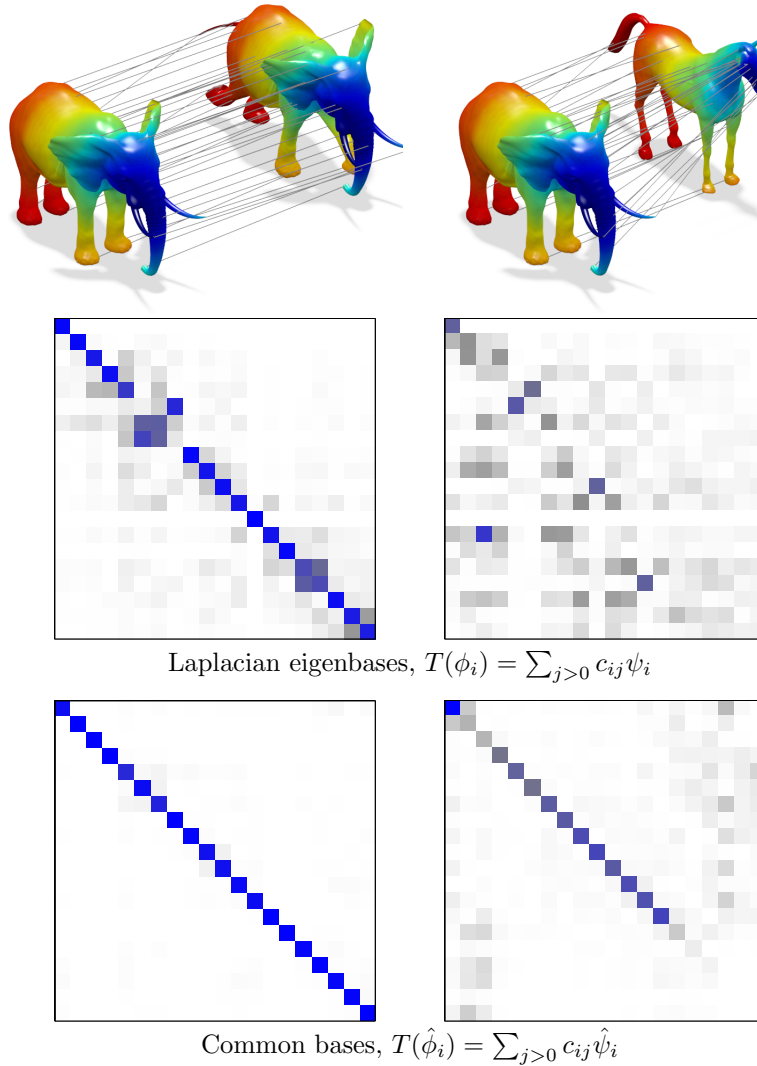 Laplacian eigenbases, $T(\phi_i) = \sum_{j>0} c_{ij}\psi_i$
Common bases, $T(\hat{\phi}_i) = \sum_{j>0} c_{ij}\hat{\psi}_i$